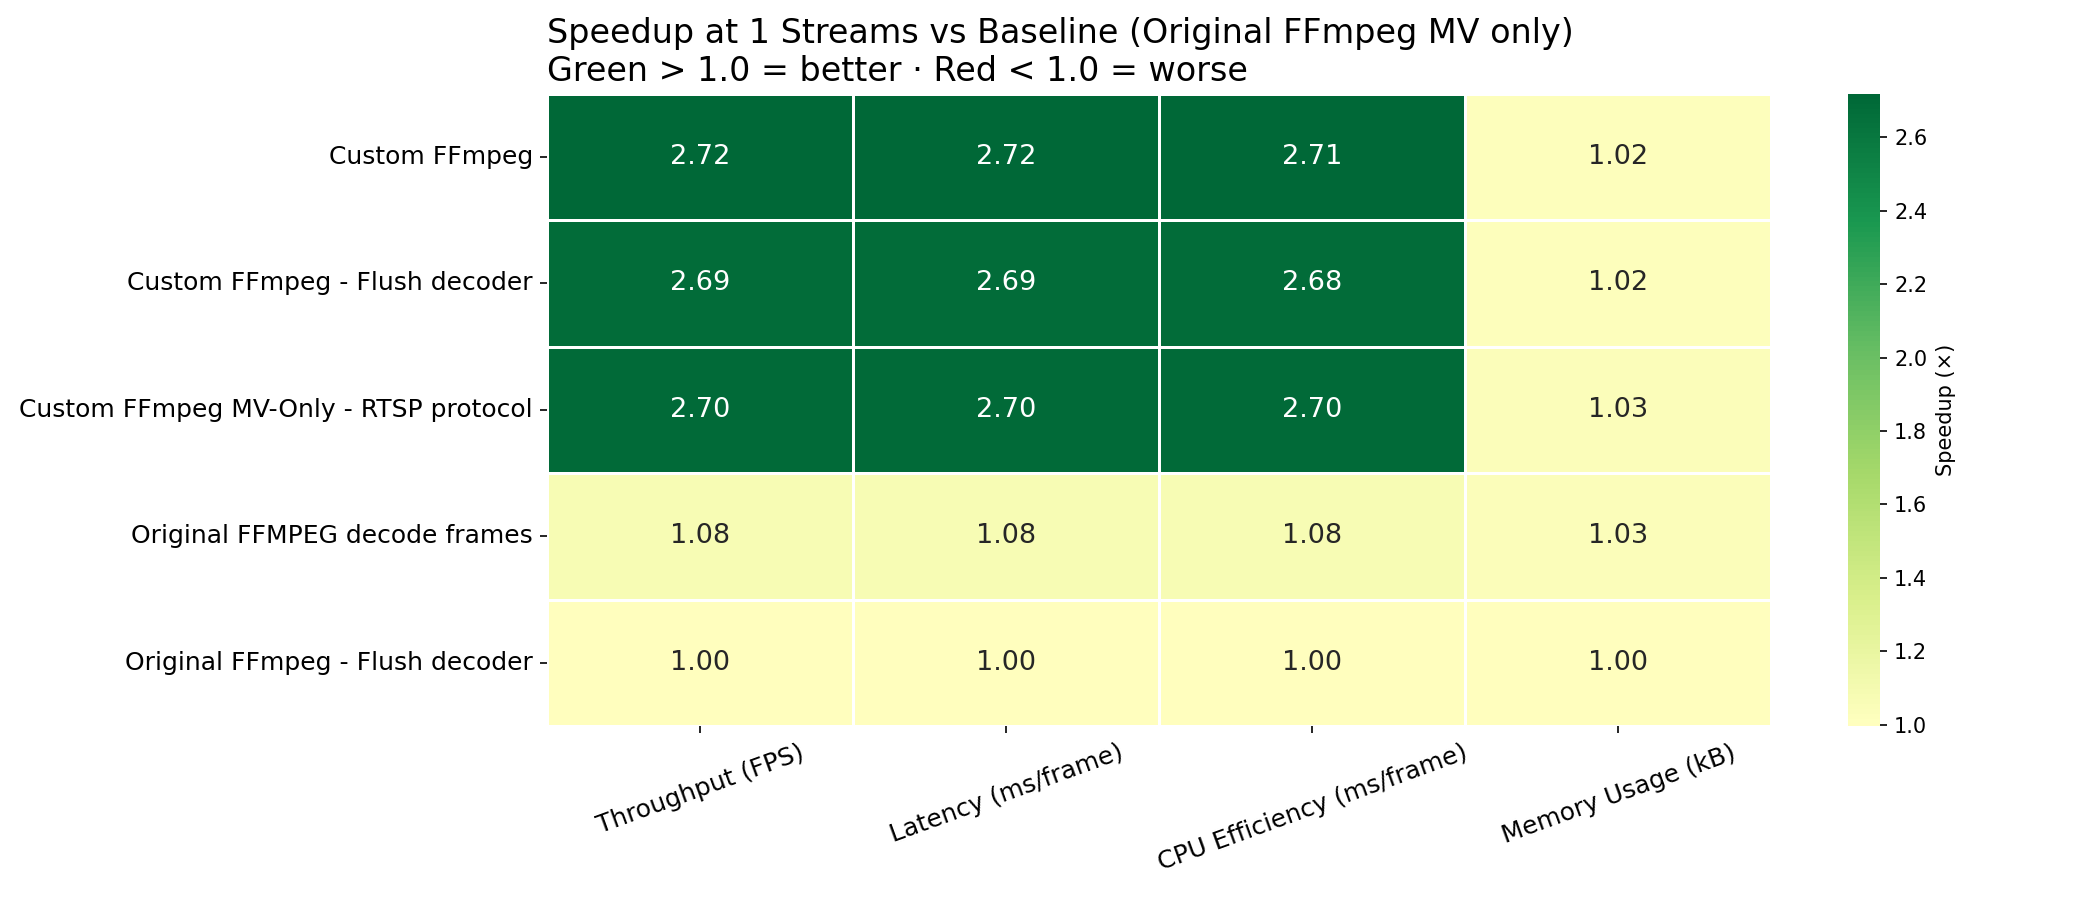 Speedup at 1 Streams vs Baseline (Original FFmpeg MV only)
Green > 1.0 = better · Red < 1.0 = worse
Custom FFmpeg
2.72
2.72
2.71
1.02
Custom FFmpeg - Flush decoder
2.69
2.69
2.68
1.02
Custom FFmpeg MV-Only - RTSP protocol
2.70
2.70
2.70
1.03
Original FFMPEG decode frames
1.08
1.08
1.08
1.03
Original FFmpeg - Flush decoder
1.00
1.00
1.00
1.00
Throughput (FPS)
Latency (ms/frame)
CPU Efficiency (ms/frame)
Memory Usage (kB)
2.6
2.4
2.2
2.0
1.8
1.6
1.4
1.2
1.0
Speedup (×)